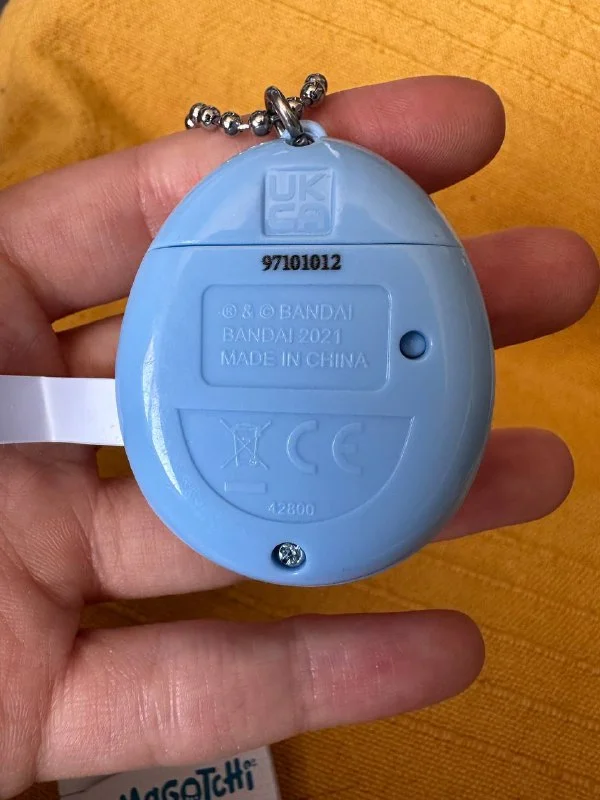 UK
CA
97101012
® & © BANDAI
BANDAI 2021
MADE IN CHINA
CE
42800